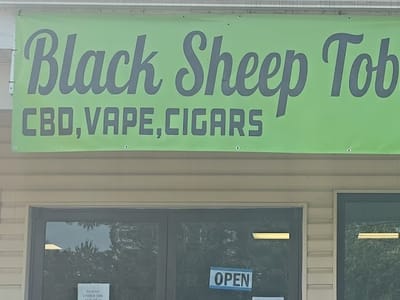 Black Sheep Tob
CBD,VAPE,CIGARS
OPEN